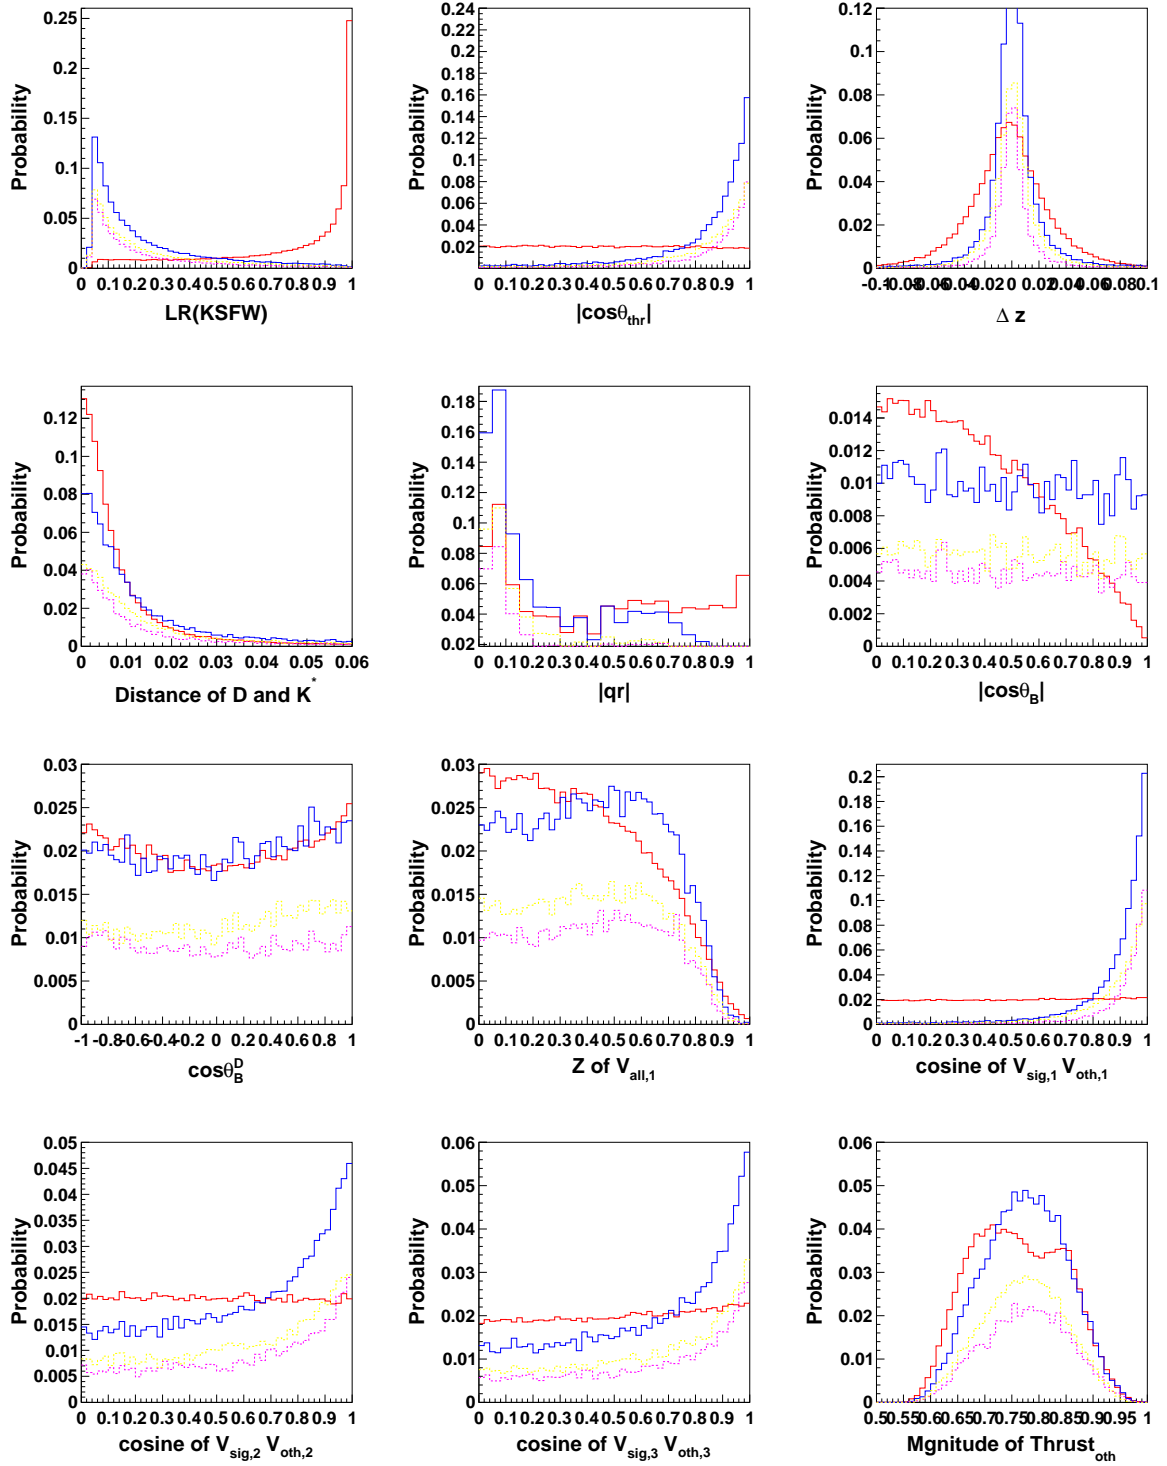 Probability
0.25
0.2
0.15
0.1
0.05
0
0 0.1 0.2 0.3 0.4 0.5 0.6 0.7 0.8 0.9 1
LR(KSFW)
Probability
0.24
0.22
0.2
0.18
0.16
0.14
0.12
0.1
0.08
0.06
0.04
0.02
0
0 0.1 0.2 0.3 0.4 0.5 0.6 0.7 0.8 0.9 1
|cosθthr|
Probability
0.12
0.1
0.08
0.06
0.04
0.02
0
-0.1-0.08-0.06-0.04-0.02 0 0.02 0.04 0.06 0.08 0.1
Δ z
Probability
0.12
0.1
0.08
0.06
0.04
0.02
0
0 0.01 0.02 0.03 0.04 0.05 0.06
Distance of D and K*
Probability
0.18
0.16
0.14
0.12
0.1
0.08
0.06
0.04
0.02
0 0.1 0.2 0.3 0.4 0.5 0.6 0.7 0.8 0.9 1
|qr|
Probability
0.014
0.012
0.01
0.008
0.006
0.004
0.002
0
0 0.1 0.2 0.3 0.4 0.5 0.6 0.7 0.8 0.9 1
|cosθB|
Probability
0.03
0.025
0.02
0.015
0.01
0.005
0
-1 -0.8-0.6-0.4-0.2 0 0.2 0.4 0.6 0.8 1
cosθBD
Probability
0.03
0.025
0.02
0.015
0.01
0.005
0
0 0.1 0.2 0.3 0.4 0.5 0.6 0.7 0.8 0.9 1
Z of Vall,1
Probability
0.2
0.18
0.16
0.14
0.12
0.1
0.08
0.06
0.04
0.02
0
0 0.1 0.2 0.3 0.4 0.5 0.6 0.7 0.8 0.9 1
cosine of Vsig,1 Voth,1
Probability
0.05
0.045
0.04
0.035
0.03
0.025
0.02
0.015
0.01
0.005
0
0 0.1 0.2 0.3 0.4 0.5 0.6 0.7 0.8 0.9 1
cosine of Vsig,2 Voth,2
Probability
0.06
0.05
0.04
0.03
0.02
0.01
0
0 0.1 0.2 0.3 0.4 0.5 0.6 0.7 0.8 0.9 1
cosine of Vsig,3 Voth,3
Probability
0.06
0.05
0.04
0.03
0.02
0.01
0
0.5 0.55 0.6 0.65 0.7 0.75 0.8 0.85 0.9 0.95 1
Mgnitude of Thrustoth